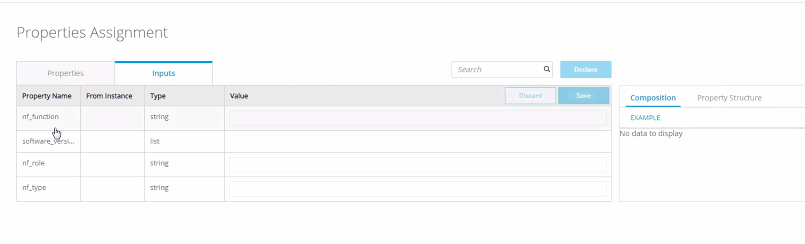 Properties Assignment
Properties Inputs Search Declare
Property Name From Instance Type Value Discard Save
Composition Property Structure
nf_function string
EXAMPLE
No data to display
software_versi... list
nf_role string
nf_type string